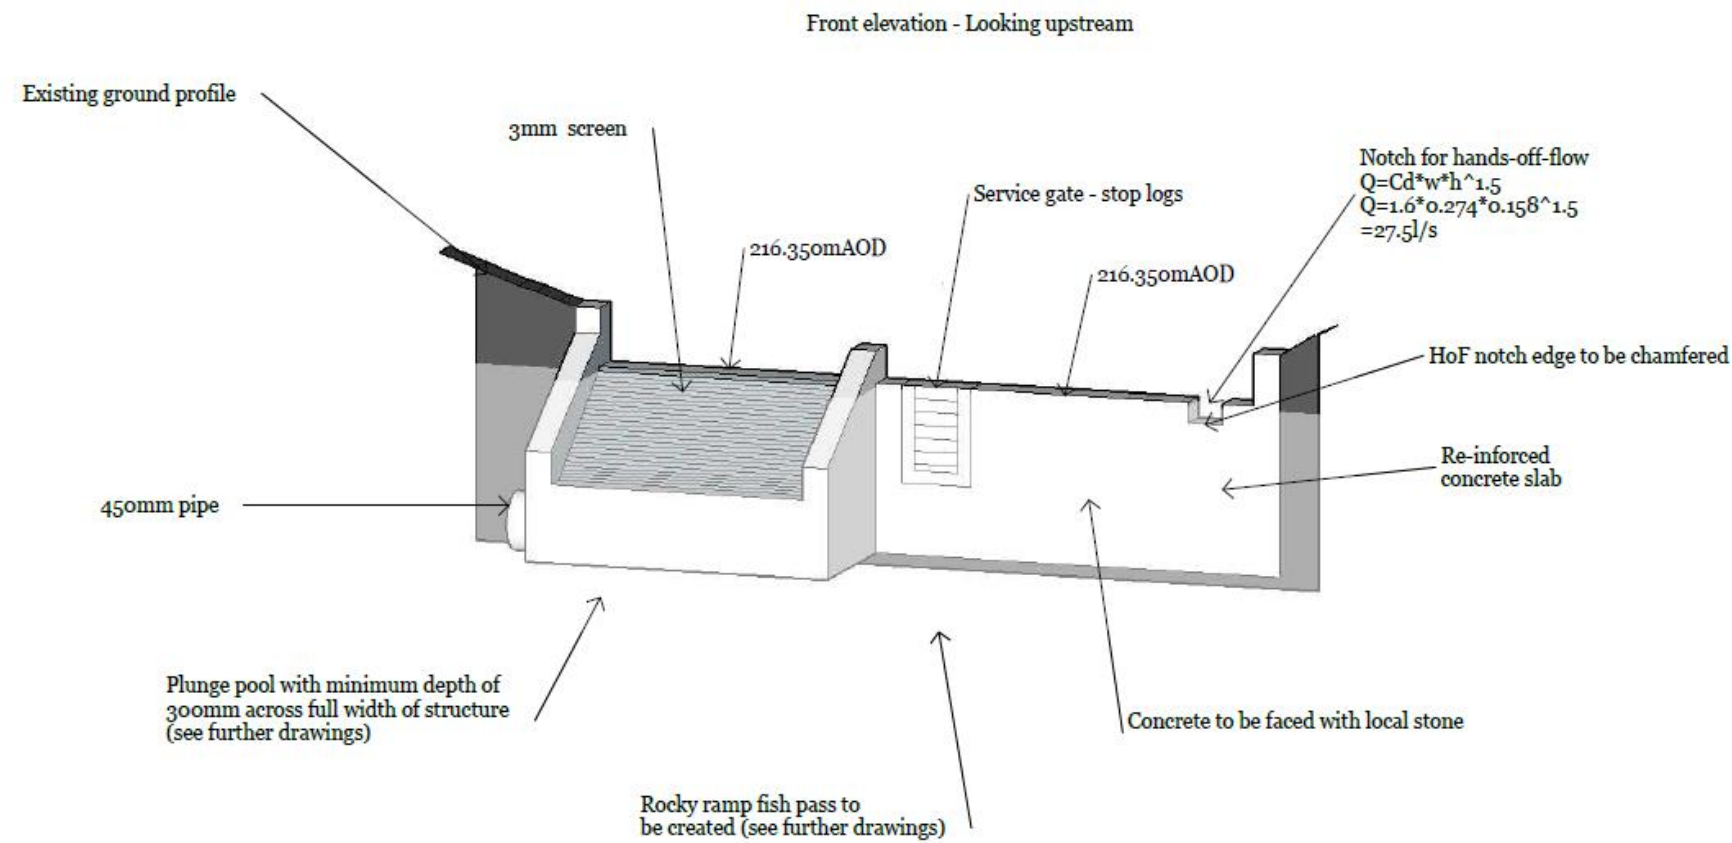 Front elevation - Looking upstream
Existing ground profile
3mm screen
Notch for hands-off-flow
Q=Cd*w*h^1.5
Q=1.6*0.274*0.158^1.5
=27.5l/s
Service gate - stop logs
216.350mAOD
216.350mAOD
HoF notch edge to be chamfered
Re-inforced
concrete slab
450mm pipe
Plunge pool with minimum depth of
300mm across full width of structure
(see further drawings)
Concrete to be faced with local stone
Rocky ramp fish pass to
be created (see further drawings)